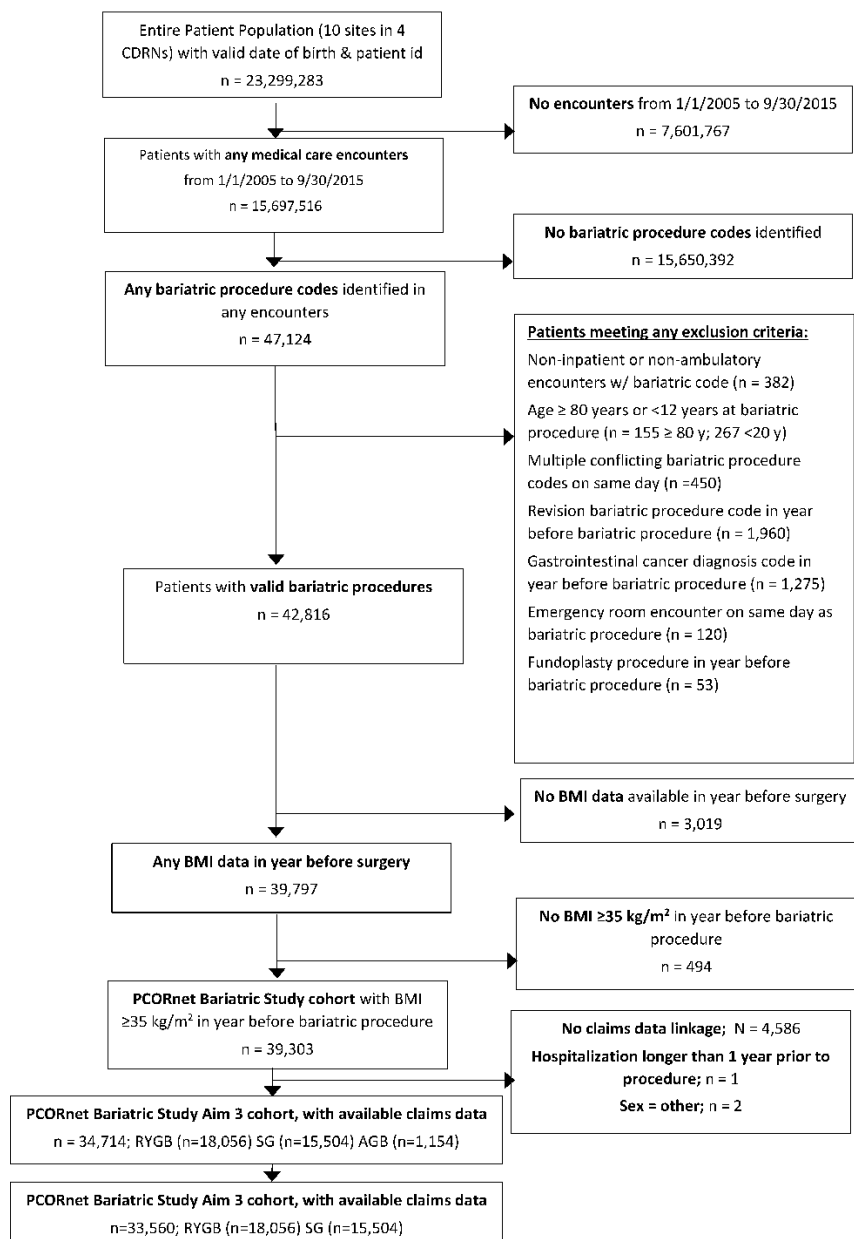 Entire Patient Population (10 sites in 4
CDRNs) with valid date of birth & patient id
n = 23,299,283
No encounters from 1/1/2005 to 9/30/2015
n = 7,601,767
Patients with any medical care encounters
from 1/1/2005 to 9/30/2015
n = 15,697,516
No bariatric procedure codes identified
n = 15,650,392
Any bariatric procedure codes identified in
any encounters
n = 47,124
Patients meeting any exclusion criteria:
Non-inpatient or non-ambulatory
encounters w/ bariatric code (n = 382)
Age ≥ 80 years or <12 years at bariatric
procedure (n = 155 ≥ 80 y; 267 <20 y)
Multiple conflicting bariatric procedure
codes on same day (n =450)
Revision bariatric procedure code in year
before bariatric procedure (n = 1,960)
Gastrointestinal cancer diagnosis code in
year before bariatric procedure (n = 1,275)
Emergency room encounter on same day as
bariatric procedure (n = 120)
Fundoplasty procedure in year before
bariatric procedure (n = 53)
Patients with valid bariatric procedures
n = 42,816
No BMI data available in year before surgery
n = 3,019
Any BMI data in year before surgery
n = 39,797
No BMI ≥35 kg/m² in year before bariatric
procedure
n = 494
PCORnet Bariatric Study cohort with BMI
≥35 kg/m² in year before bariatric procedure
n = 39,303
No claims data linkage; N = 4,586
Hospitalization longer than 1 year prior to
procedure; n = 1
Sex = other; n = 2
PCORnet Bariatric Study Aim 3 cohort, with available claims data
n = 34,714; RYGB (n=18,056) SG (n=15,504) AGB (n=1,154)
PCORnet Bariatric Study Aim 3 cohort, with available claims data
n=33,560; RYGB (n=18,056) SG (n=15,504)